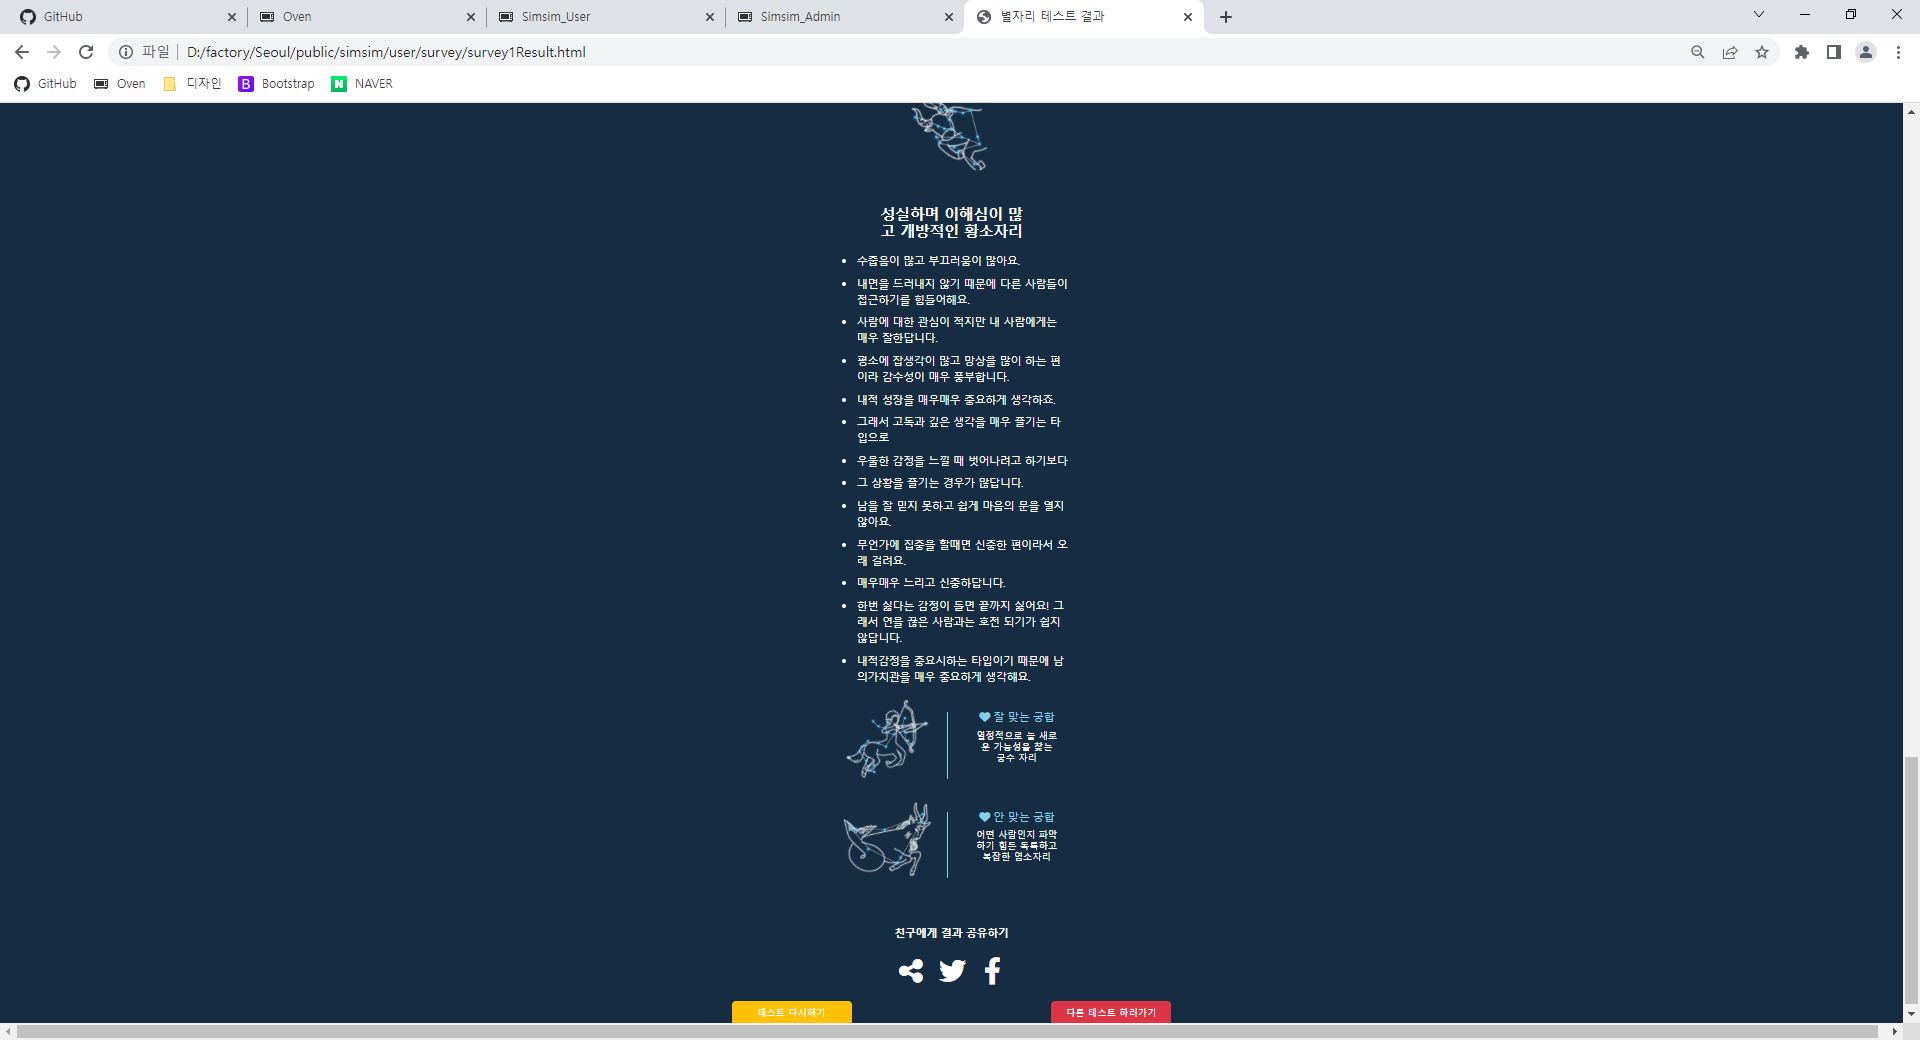 GitHub
Oven
Simsim_User
Simsim_Admin
별자리 테스트 결과
파일
D:/factory/Seoul/public/simsim/user/survey/survey1Result.html
GitHub
Oven
디자인
B Bootstrap
N NAVER
성실하며 이해심이 많
고 개방적인 황소자리
수줍음이 많고 부끄러움이 많아요.
내면을 드러내지 않기 때문에 다른 사람들이
접근하기를 힘들어해요.
사람에 대한 관심이 적지만 내 사람에게는
매우 잘한답니다.
평소에 잡생각이 많고 망상을 많이 하는 편
이라 감수성이 매우 풍부합니다.
내적 성장을 매우매우 중요하게 생각하죠.
그래서 고독과 깊은 생각을 매우 즐기는 타
입으로
우울한 감정을 느낄 때 벗어나려고 하기보다
그 상황을 즐기는 경우가 많답니다.
남을 잘 믿지 못하고 쉽게 마음의 문을 열지
않아요.
무언가에 집중을 할때면 신중한 편이라서 오
래 걸려요.
매우매우 느리고 신중하답니다.
한번 싫다는 감정이 들면 끝까지 싫어요! 그
래서 연을 끊은 사람과는 호전 되기가 쉽지
않답니다.
내적감정을 중요시하는 타입이기 때문에 남
의가치관을 매우 중요하게 생각해요.
잘 맞는 궁합
열정적으로 늘 새로
운 가능성을 찾는
궁수 자리
안 맞는 궁합
어떤 사람인지 파악
하기 힘든 독특하고
복잡한 염소자리
친구에게 결과 공유하기
테스트 다시하기
다른 테스트 하러가기